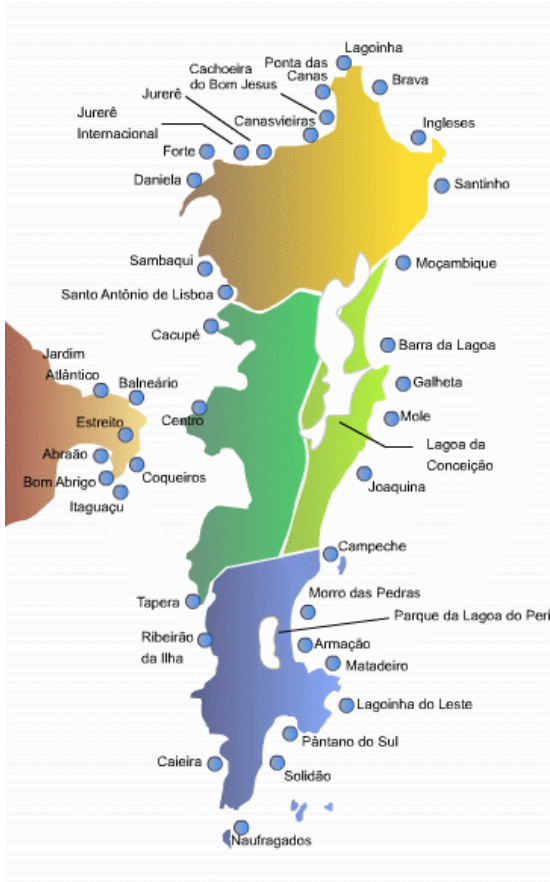 Lagoinha
Ponta das
Canas
Cachoeira
do Bom Jesus
Brava
Jurerê
Jurerê
Internacional
Canasvieiras
Ingleses
Forte
Daniela
Santinho
Sambaqui
Moçambique
Santo Antônio de Lisboa
Cacupé
Barra da Lagoa
Jardim
Atlântico
Balneário
Galheta
Estreito
Centro
Mole
Abraão
Lagoa da
Conceição
Bom Abrigo
Coqueiros
Joaquina
Itaguaçu
Campeche
Tapera
Morro das Pedras
Parque da Lagoa do Peri
Ribeirão
da Ilha
Armação
Matadeiro
Lagoinha do Leste
Pântano do Sul
Caieira
Solidão
Naufragados